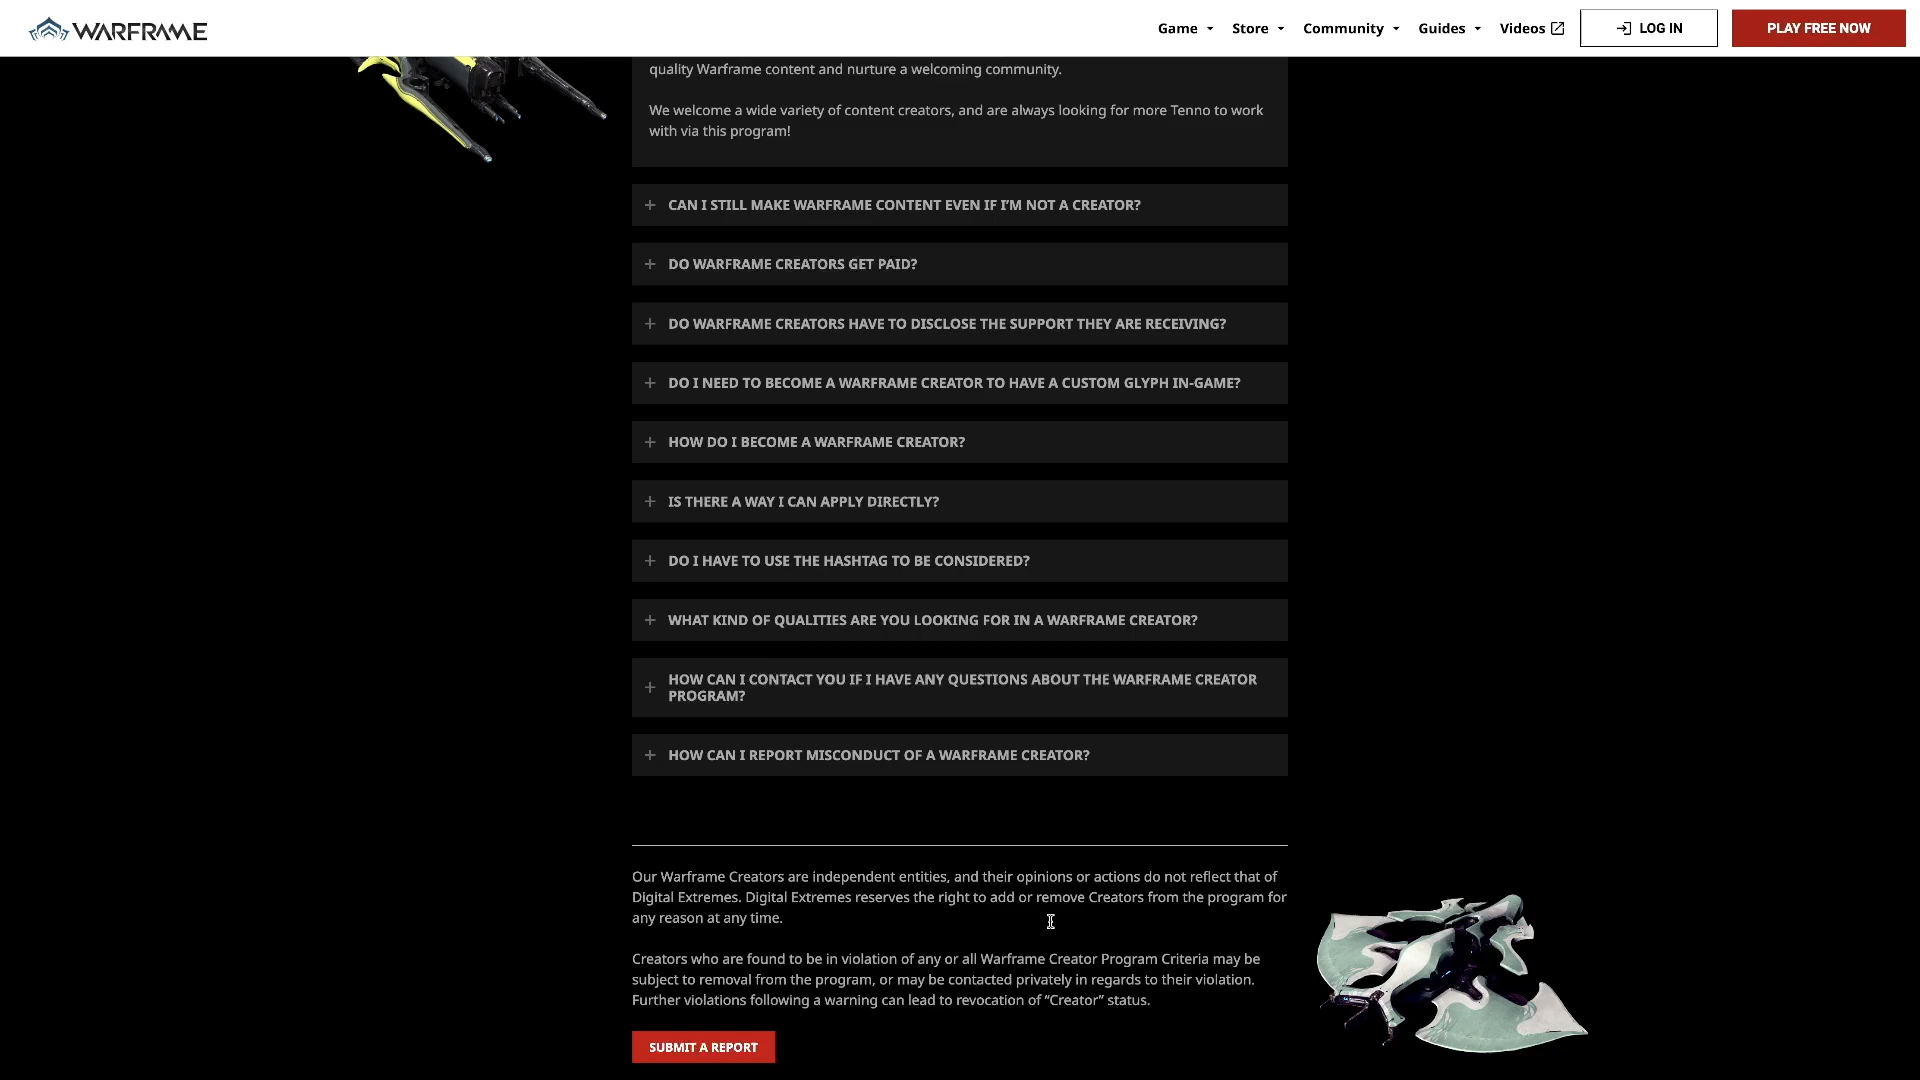 WARFRAME
Game
Store
Community
Guides
Videos
LOG IN
PLAY FREE NOW
quality Warframe content and nurture a welcoming community.
We welcome a wide variety of content creators, and are always looking for more Tenno to work
with via this program!
CAN I STILL MAKE WARFRAME CONTENT EVEN IF I'M NOT A CREATOR?
DO WARFRAME CREATORS GET PAID?
DO WARFRAME CREATORS HAVE TO DISCLOSE THE SUPPORT THEY ARE RECEIVING?
DO I NEED TO BECOME A WARFRAME CREATOR TO HAVE A CUSTOM GLYPH IN-GAME?
HOW DO I BECOME A WARFRAME CREATOR?
IS THERE A WAY I CAN APPLY DIRECTLY?
DO I HAVE TO USE THE HASHTAG TO BE CONSIDERED?
WHAT KIND OF QUALITIES ARE YOU LOOKING FOR IN A WARFRAME CREATOR?
HOW CAN I CONTACT YOU IF I HAVE ANY QUESTIONS ABOUT THE WARFRAME CREATOR
PROGRAM?
HOW CAN I REPORT MISCONDUCT OF A WARFRAME CREATOR?
Our Warframe Creators are independent entities, and their opinions or actions do not reflect that of
Digital Extremes. Digital Extremes reserves the right to add or remove Creators from the program for
any reason at any time.
Creators who are found to be in violation of any or all Warframe Creator Program Criteria may be
subject to removal from the program, or may be contacted privately in regards to their violation.
Further violations following a warning can lead to revocation of “Creator” status.
SUBMIT A REPORT